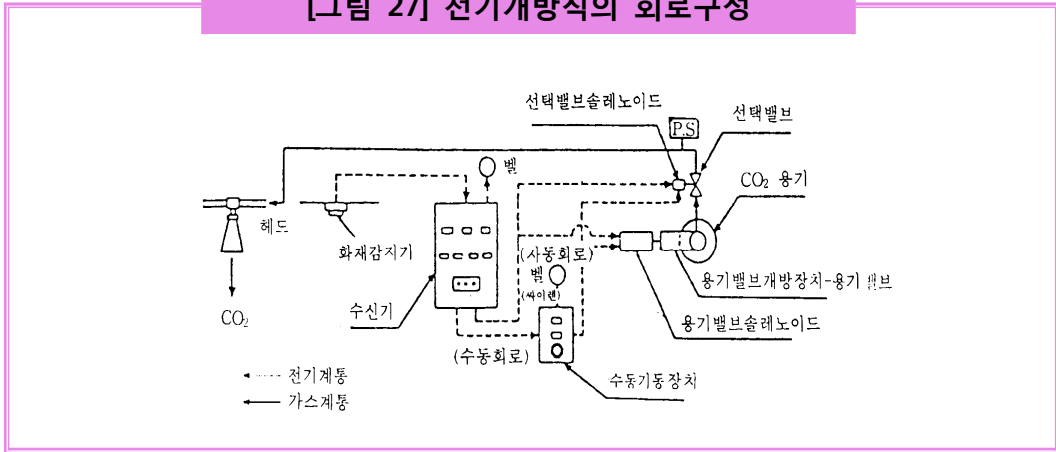 [그림 27] 전기개방식의 회로구성
선택밸브솔레노이드
선택밸브
P.S
벨
CO₂ 용기
헤드
화재감지기
(자동회로)
벨
(싸이렌)
용기밸브개방장치-용기 밸브
수신기
CO₂
용기밸브솔레노이드
(수동회로)
수동기동장치
전기계통
가스계통